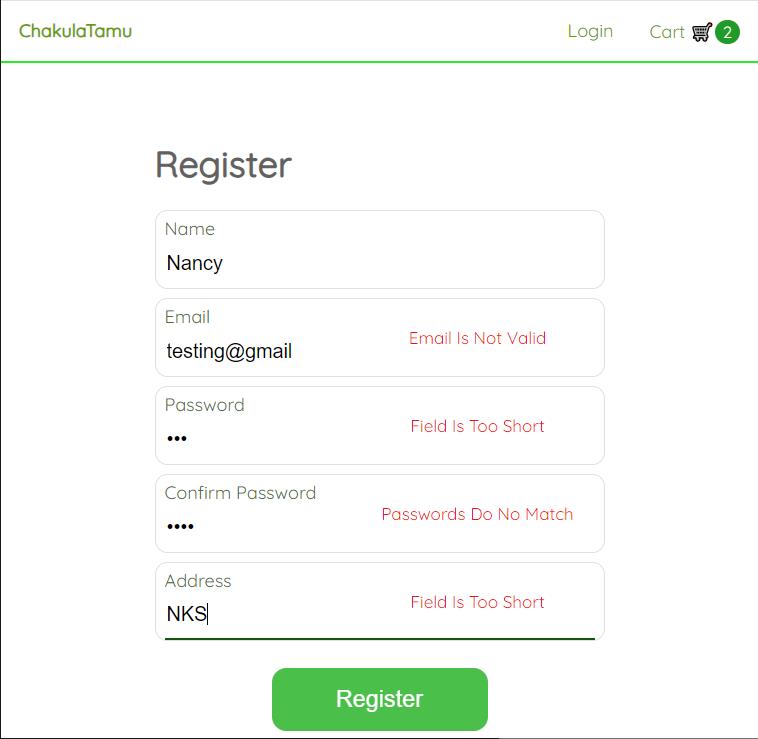 ChakulaTamu
Login
Cart 2
Register
Name
Nancy
Email
testing@gmail
Email Is Not Valid
Password
•••
Field Is Too Short
Confirm Password
••••
Passwords Do No Match
Address
NKS
Field Is Too Short
Register